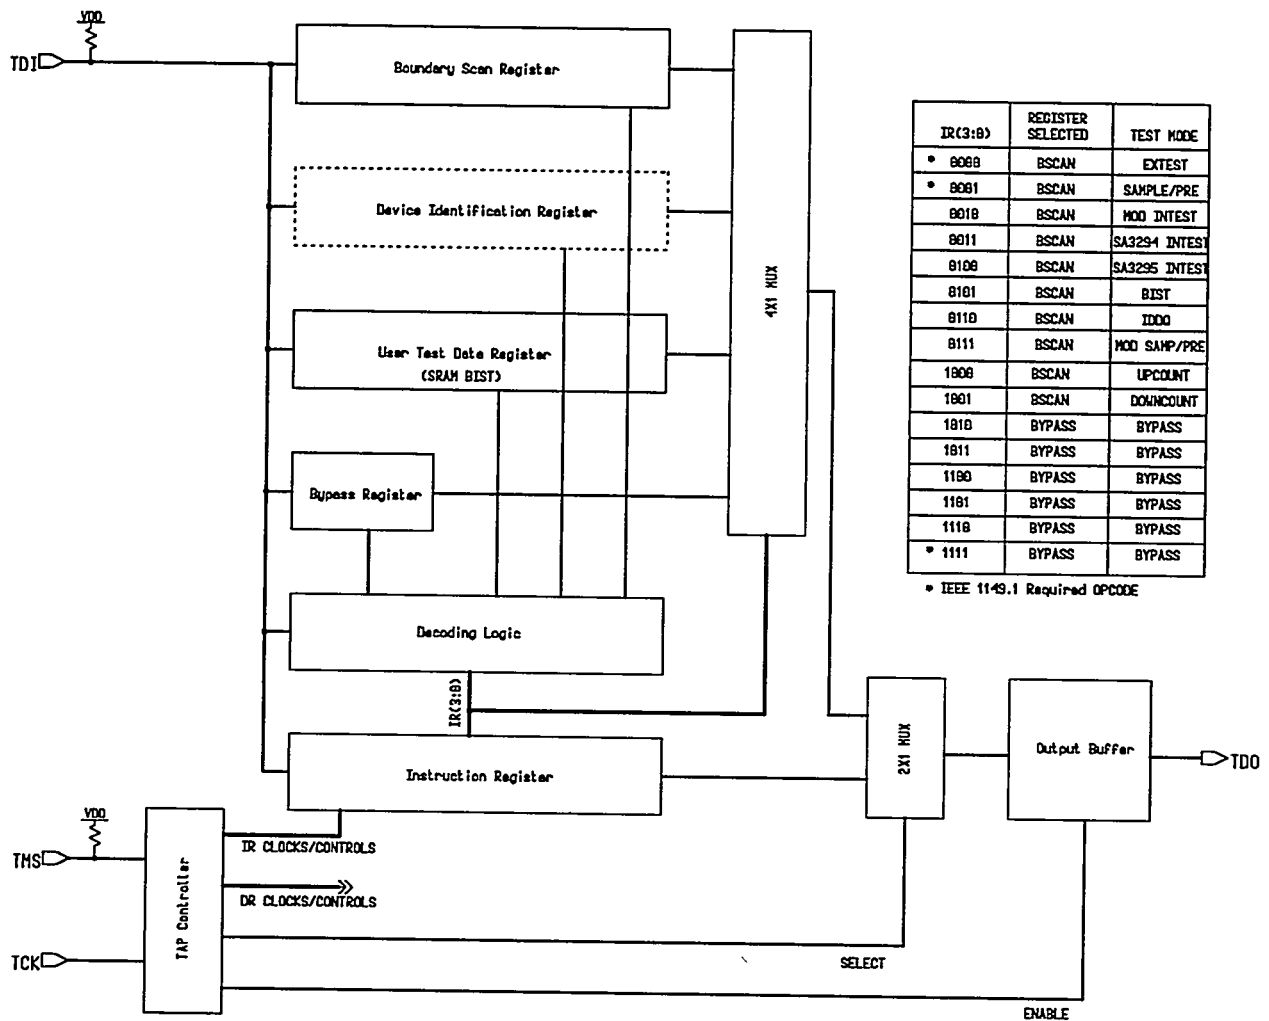 VDD
TDI
Boundary Scan Register
Device Identification Register
User Test Data Register
(SRAM BIST)
Bypass Register
Decoding Logic
IR(3:0)
Instruction Register
4X1 MUX
2X1 MUX
Output Buffer
TDO
VDD
TMS
TCK
TAP Controller
IR CLOCKS/CONTROLS
DR CLOCKS/CONTROLS
SELECT
ENABLE
IR(3:0) REGISTER SELECTED TEST MODE
* 0000 BSCAN EXTEST
* 0001 BSCAN SAMPLE/PRE
0010 BSCAN MOD INTEST
0011 BSCAN SA3294 INTEST
0100 BSCAN SA3295 INTEST
0101 BSCAN BIST
0110 BSCAN IDDQ
0111 BSCAN MOD SAMP/PRE
1000 BSCAN UPCOUNT
1001 BSCAN DOWNCOUNT
1010 BYPASS BYPASS
1011 BYPASS BYPASS
1100 BYPASS BYPASS
1101 BYPASS BYPASS
1110 BYPASS BYPASS
* 1111 BYPASS BYPASS
* IEEE 1149.1 Required OPCODE